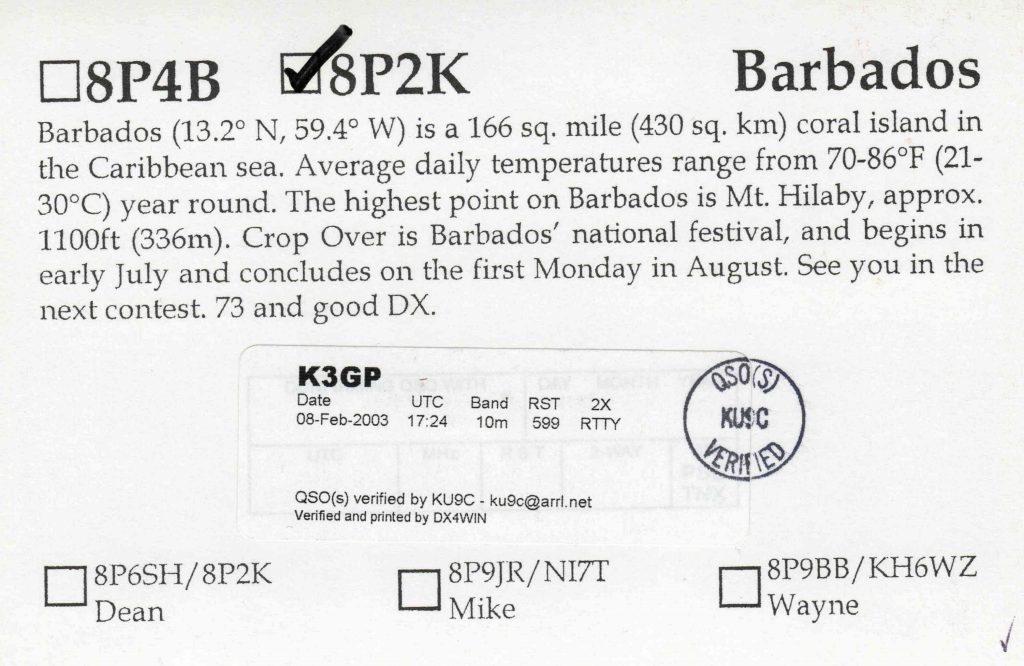 8P4B 8P2K Barbados
Barbados (13.2° N, 59.4° W) is a 166 sq. mile (430 sq. km) coral island in
the Caribbean sea. Average daily temperatures range from 70-86°F (21-
30°C) year round. The highest point on Barbados is Mt. Hilaby, approx.
1100ft (336m). Crop Over is Barbados' national festival, and begins in
early July and concludes on the first Monday in August. See you in the
next contest. 73 and good DX.
K3GP
Date UTC Band RST 2X
08-Feb-2003 17:24 10m 599 RTTY
QSO(S)
KU9C
VERIFIED
UTC MHz RST 2-WAY
QSO(s) verified by KU9C - ku9c@arrl.net
Verified and printed by DX4WIN
8P6SH/8P2K 8P9JR/NI7T 8P9BB/KH6WZ
Dean Mike Wayne